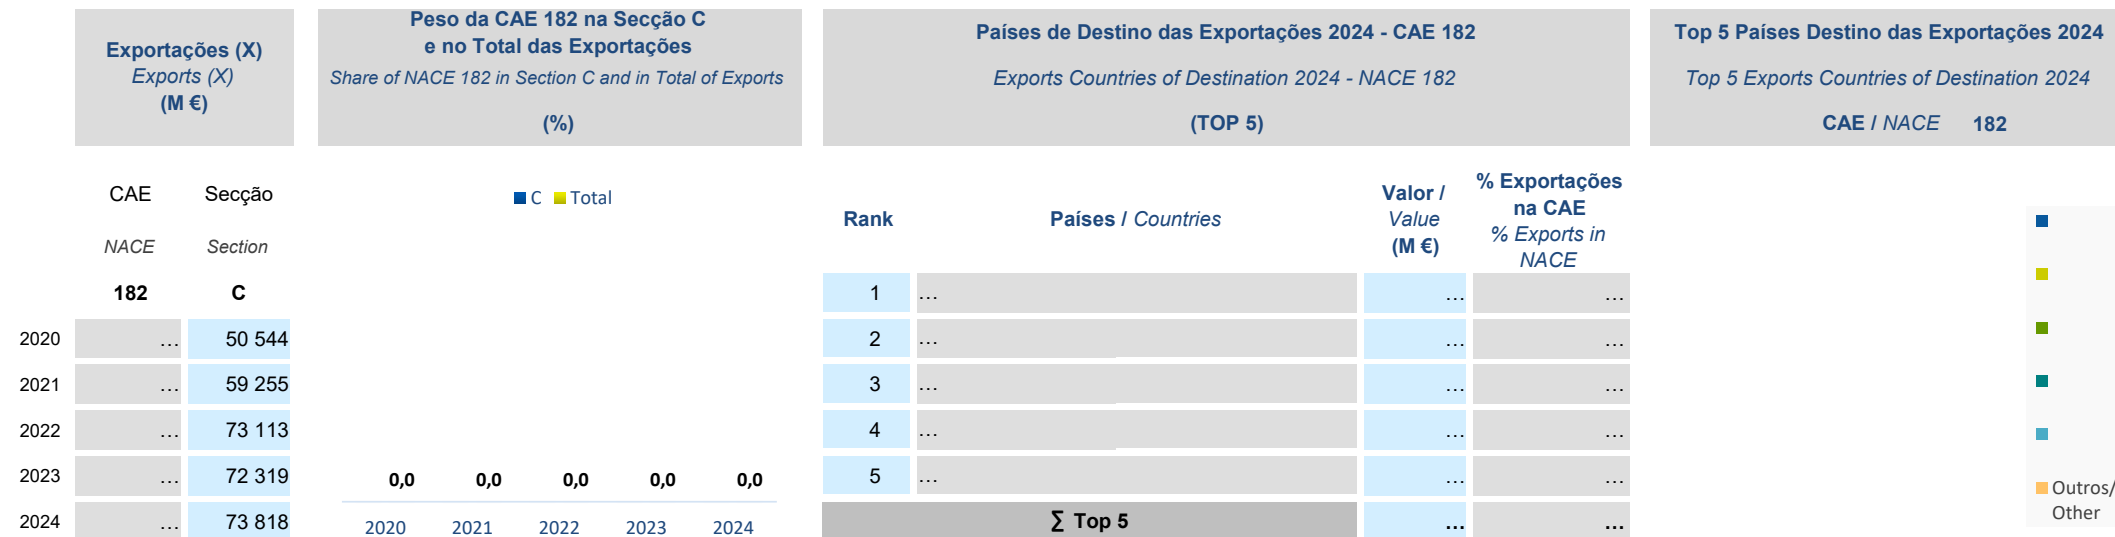 Exportações (X)
Exports (X)
(M €)
Peso da CAE 182 na Secção C
e no Total das Exportações
Share of NACE 182 in Section C and in Total of Exports
(%)
Países de Destino das Exportações 2024 - CAE 182
Exports Countries of Destination 2024 - NACE 182
(TOP 5)
Top 5 Países Destino das Exportações 2024
Top 5 Exports Countries of Destination 2024
CAE / NACE 182
CAE Secção
NACE Section
182 C
2020 … 50 544
2021 … 59 255
2022 … 73 113
2023 … 72 319
2024 … 73 818
C Total
0,0 0,0 0,0 0,0 0,0
2020 2021 2022 2023 2024
Rank
Países / Countries
Valor /
Value
(M €)
% Exportações
na CAE
% Exports in
NACE
1 … … …
2 … … …
3 … … …
4 … … …
5 … … …
∑ Top 5 … …
Outros/
Other